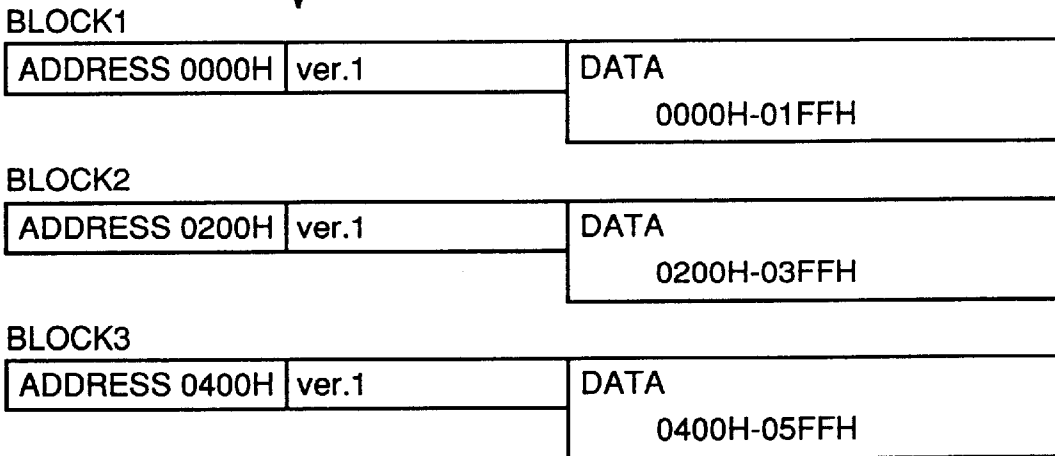 BLOCK1
ADDRESS 0000H ver.1 DATA
0000H-01FFH
BLOCK2
ADDRESS 0200H ver.1 DATA
0200H-03FFH
BLOCK3
ADDRESS 0400H ver.1 DATA
0400H-05FFH